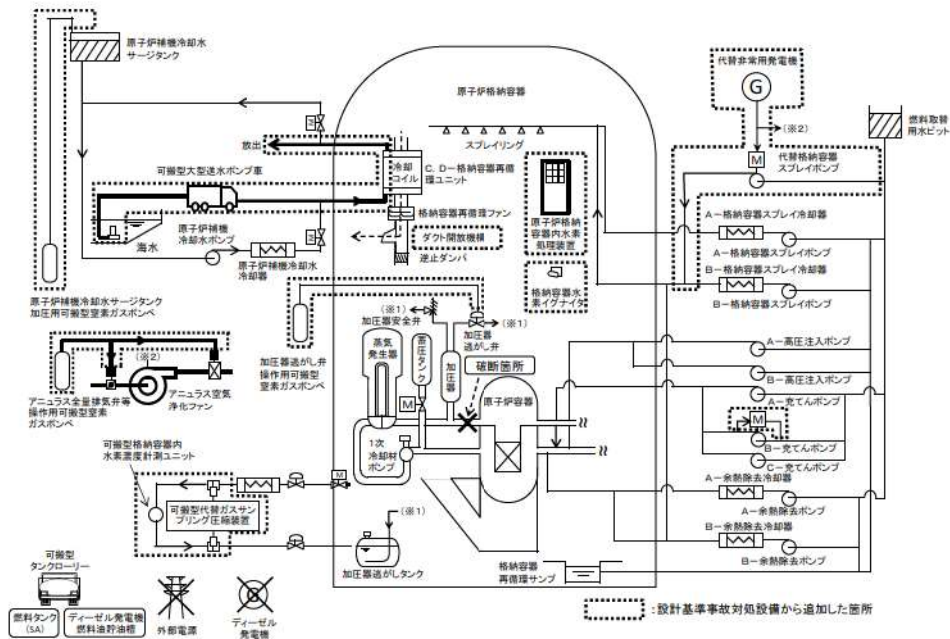 原子炉補機冷却水
サージタンク
原子炉補機冷却水サージタンク
加圧用可搬型窒素ガスボンベ
放出
M
可搬型大型送水ポンプ車
海水
原子炉補機
冷却水ポンプ
原子炉補機冷却水
冷却器
M
原子炉格納容器
スプレイリング
冷却
コイル
C,D-格納容器再循
環ユニット
格納容器再循環ファン
ダクト開放機構
逆止ダンパ
原子炉格納
容器内水素
処理装置
格納容器水
素イグナイタ
代替非常用発電機
G
(※2)
M
代替格納容器
スプレイポンプ
燃料取替
用水ピット
A-格納容器スプレイ冷却器
A-格納容器スプレイポンプ
B-格納容器スプレイ冷却器
B-格納容器スプレイポンプ
A-高圧注入ポンプ
B-高圧注入ポンプ
A-充てんポンプ
M
B-充てんポンプ
C-充てんポンプ
A-余熱除去冷却器
A-余熱除去ポンプ
B-余熱除去冷却器
B-余熱除去ポンプ
(※2)
アニュラス空気
浄化ファン
アニュラス全量排気弁等
操作用可搬型窒素
ガスボンベ
加圧器逃がし弁
操作用可搬型
窒素ガスボンベ
(※1)
加圧器安全弁
(※1)
加圧器
逃がし弁
蒸気
発生器
蓄圧タンク
加圧器
破断箇所
原子炉容器
M
1次
冷却材
ポンプ
可搬型格納容器内
水素濃度計測ユニット
可搬型代替ガスサン
プリング圧縮装置
M
(※1)
加圧器逃がしタンク
格納容器
再循環サンプ
可搬型
タンクローリー
燃料タンク
(SA)
ディーゼル発電機
燃料油貯油槽
外部電源
ディーゼル
発電機
:設計基準事故対処設備から追加した箇所